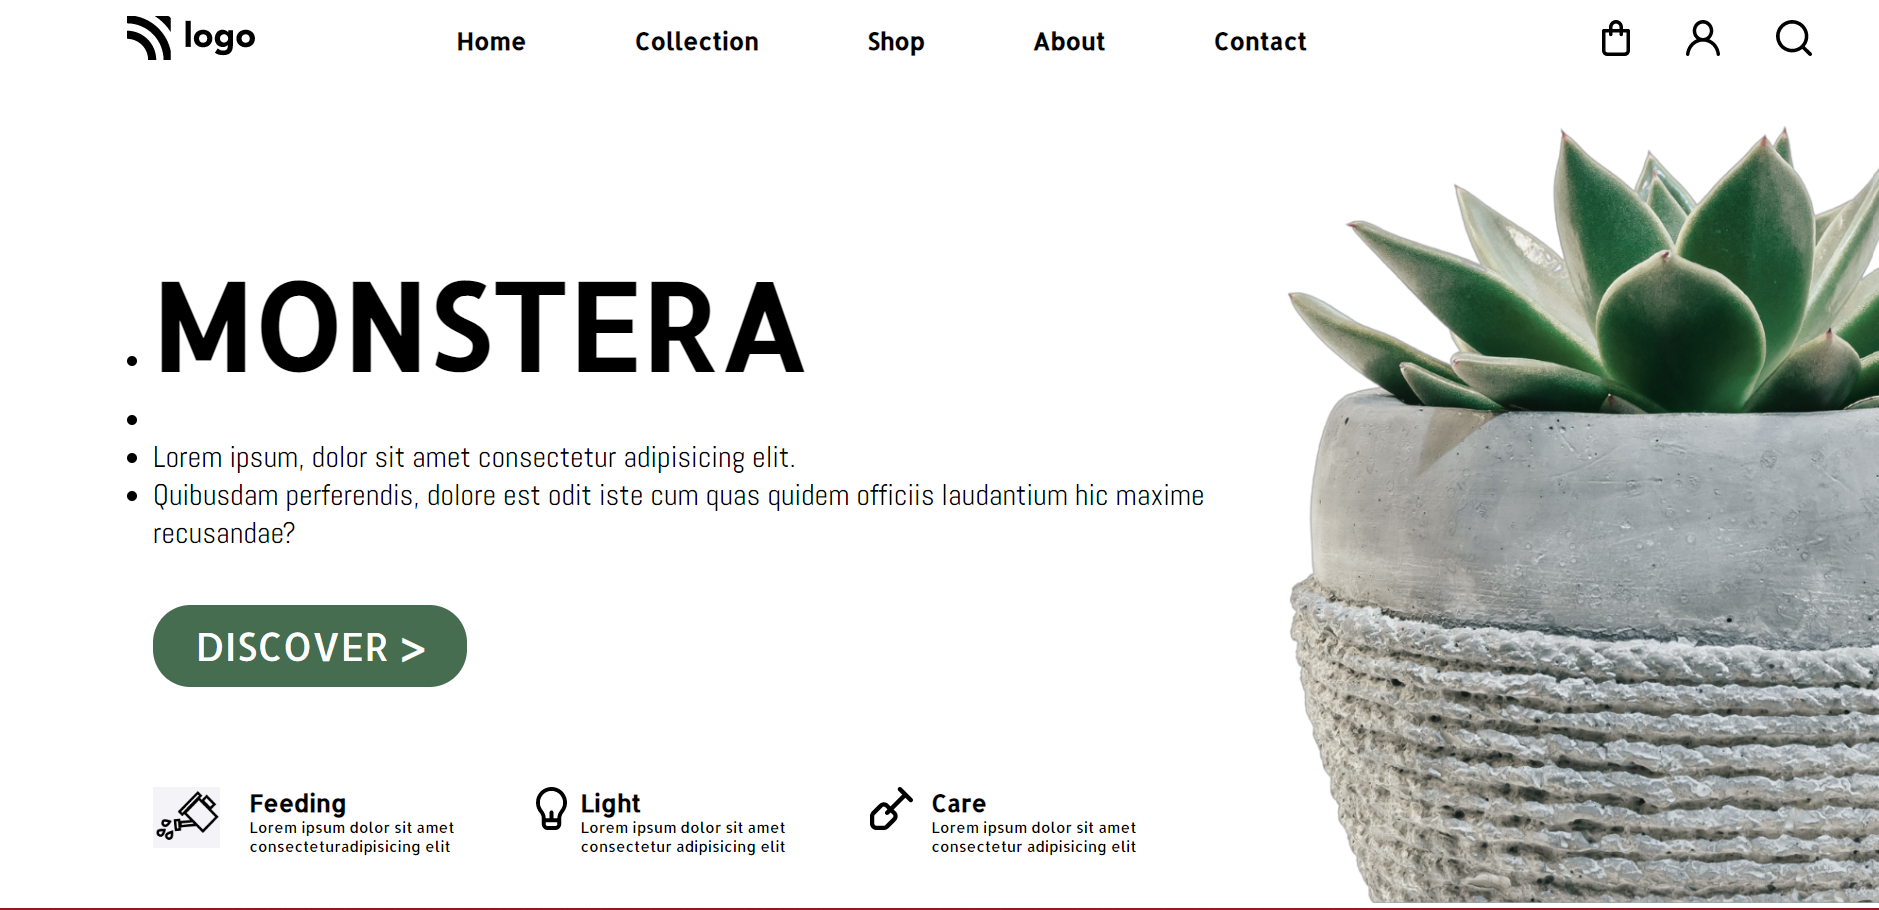 logo
Home Collection Shop About Contact
MONSTERA
Lorem ipsum, dolor sit amet consectetur adipisicing elit.
Quibusdam perferendis, dolore est odit iste cum quas quidem officiis laudantium hic maxime
recusandae?
DISCOVER >
Feeding
Lorem ipsum dolor sit amet
consecteturadipisicing elit
Light
Lorem ipsum dolor sit amet
consectetur adipisicing elit
Care
Lorem ipsum dolor sit amet
consectetur adipisicing elit